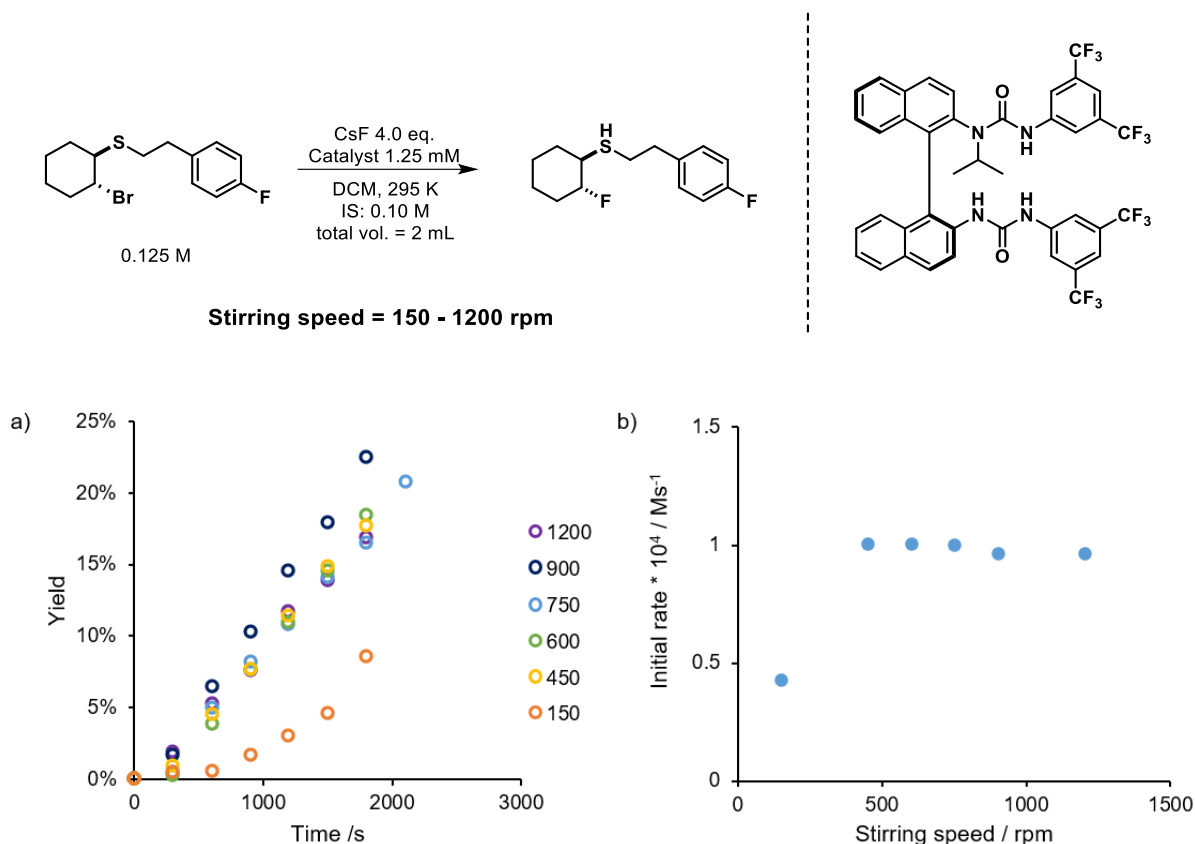 S
Br
F
0.125 M
CsF 4.0 eq.
Catalyst 1.25 mM
DCM, 295 K
IS: 0.10 M
total vol. = 2 mL
H
S
F
F
Stirring speed = 150 - 1200 rpm
CF3
O
N
N
H
CF3
H
N
H
N
O
CF3
CF3
a)
25%
20%
15%
10%
5%
0%
Yield
0
1000
2000
3000
Time /s
1200
900
750
600
450
150
b)
1.5
1
0.5
0
Initial rate * 10⁴ / Ms⁻¹
0
500
1000
1500
Stirring speed / rpm